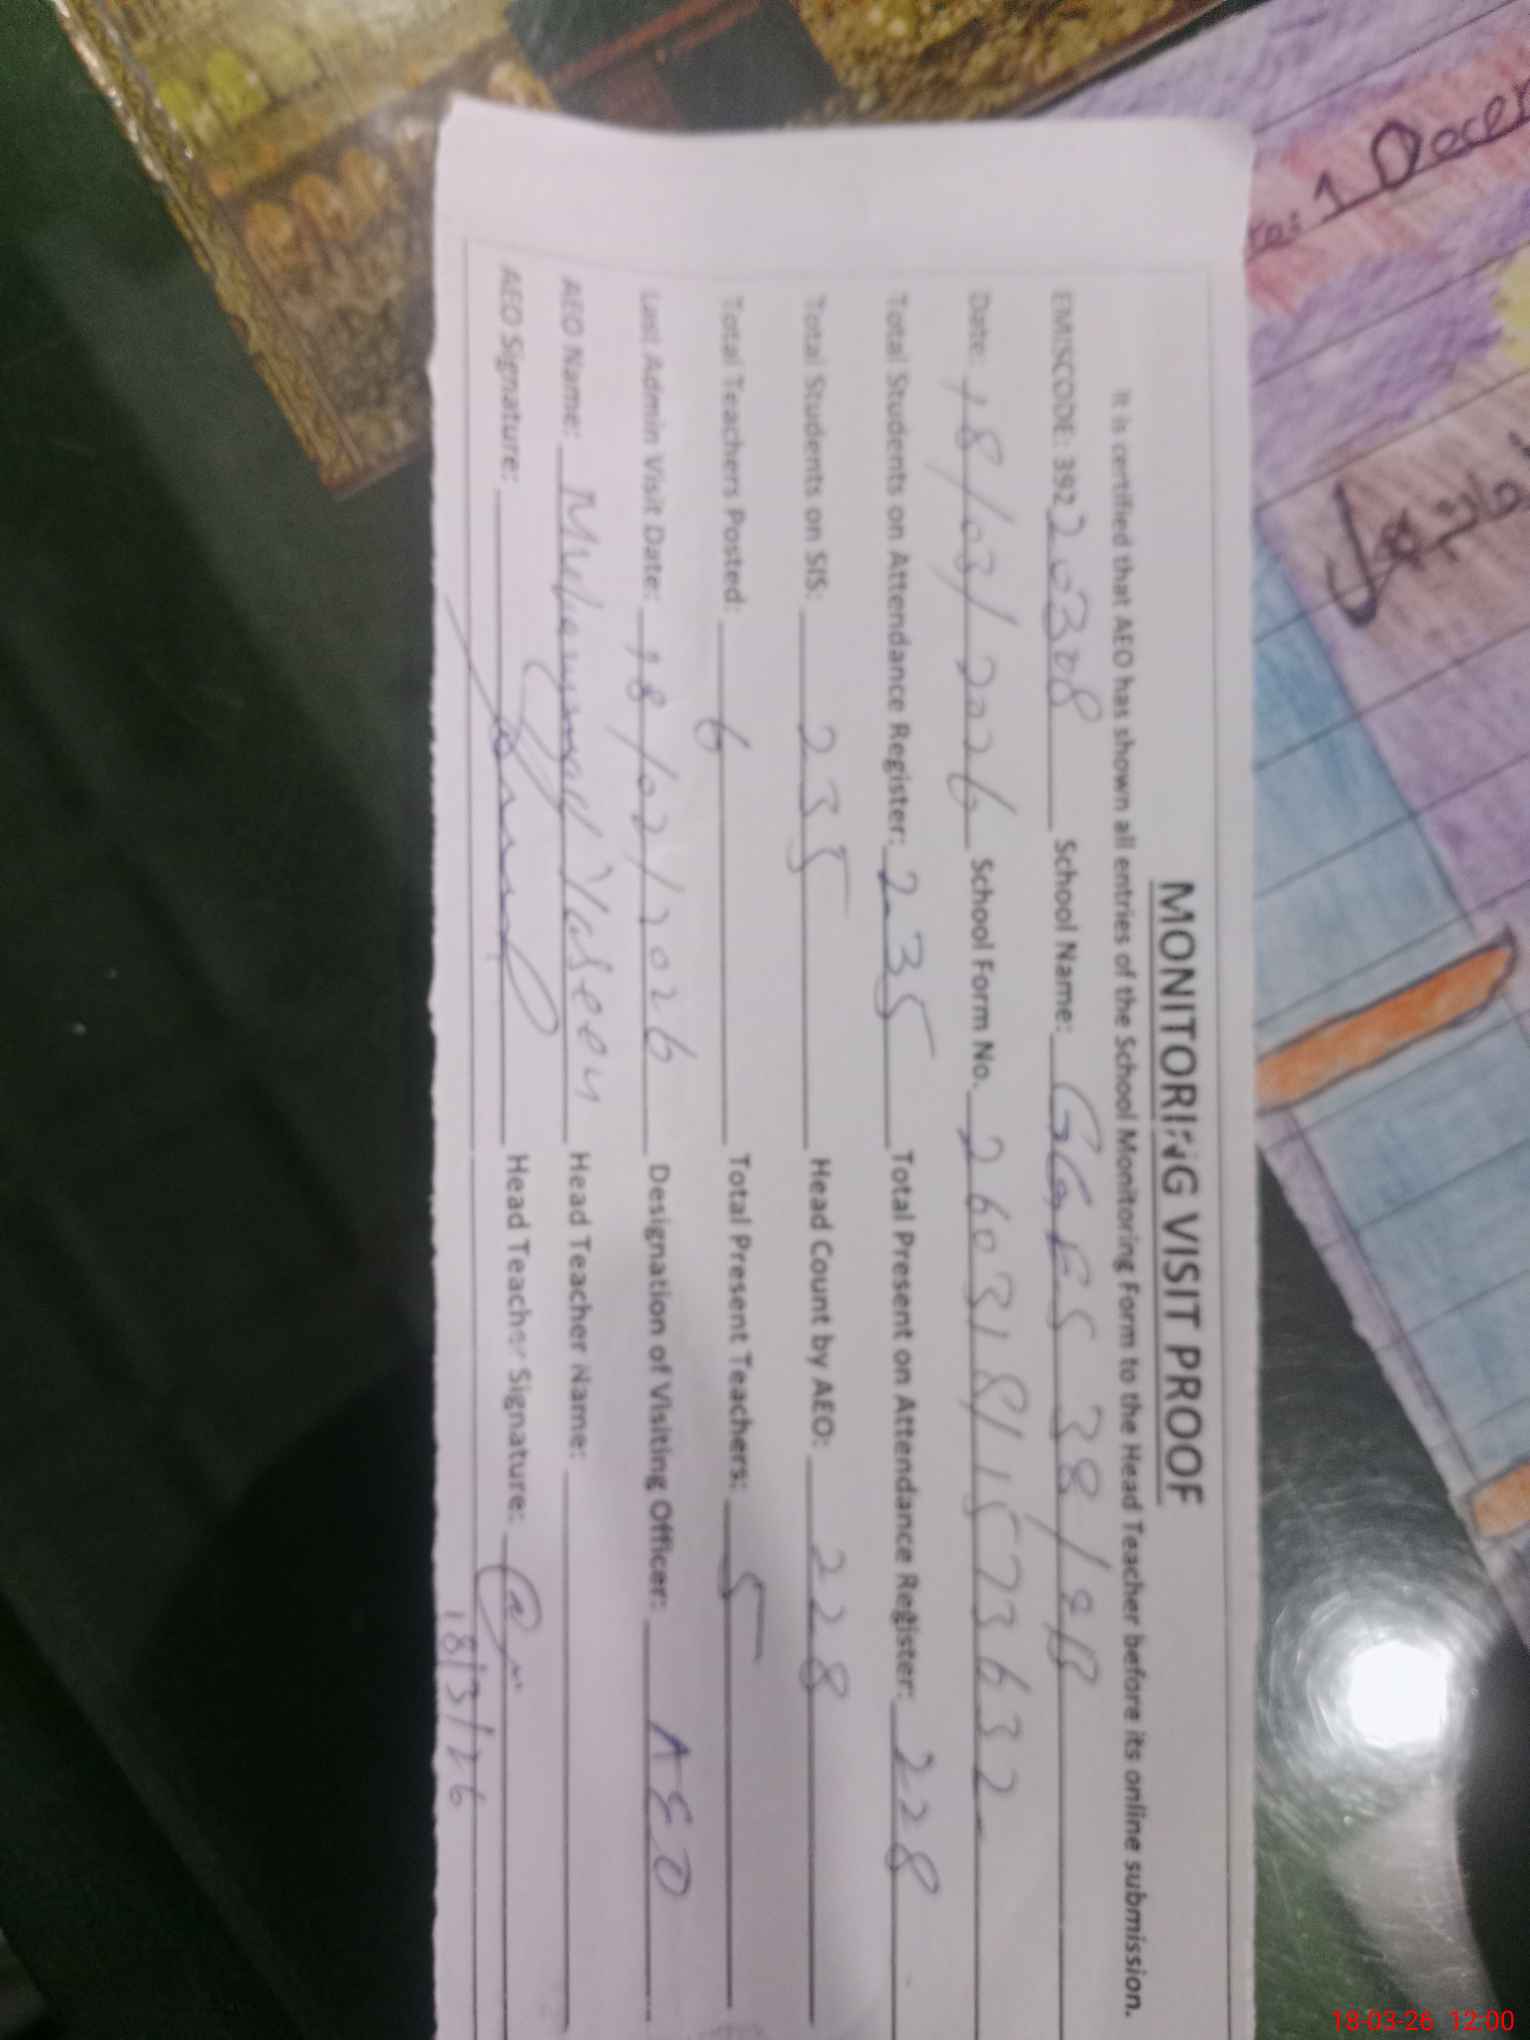 MONITORING VISIT PROOF
It is certified that AEO has shown all entries of the School Monitoring Form to the Head Teacher before its online submission.
EMISCODE: 392 20308 School Name: GGES 38/GB
Date: 18/03/2026 School Form No. 260318/1573632
Total Students on Attendance Register: 235 Total Present on Attendance Register: 228
Total Students on SIS: 235 Head Count by AEO: 228
Total Teachers Posted: 6 Total Present Teachers: 5
Last Admin Visit Date: 18/02/2026 Designation of Visiting Officer: AEO
AEO Name: Muhammad Yaseen Head Teacher Name:
AEO Signature: Head Teacher Signature:
18/3/26
1 Decem
18-03-26 12:00